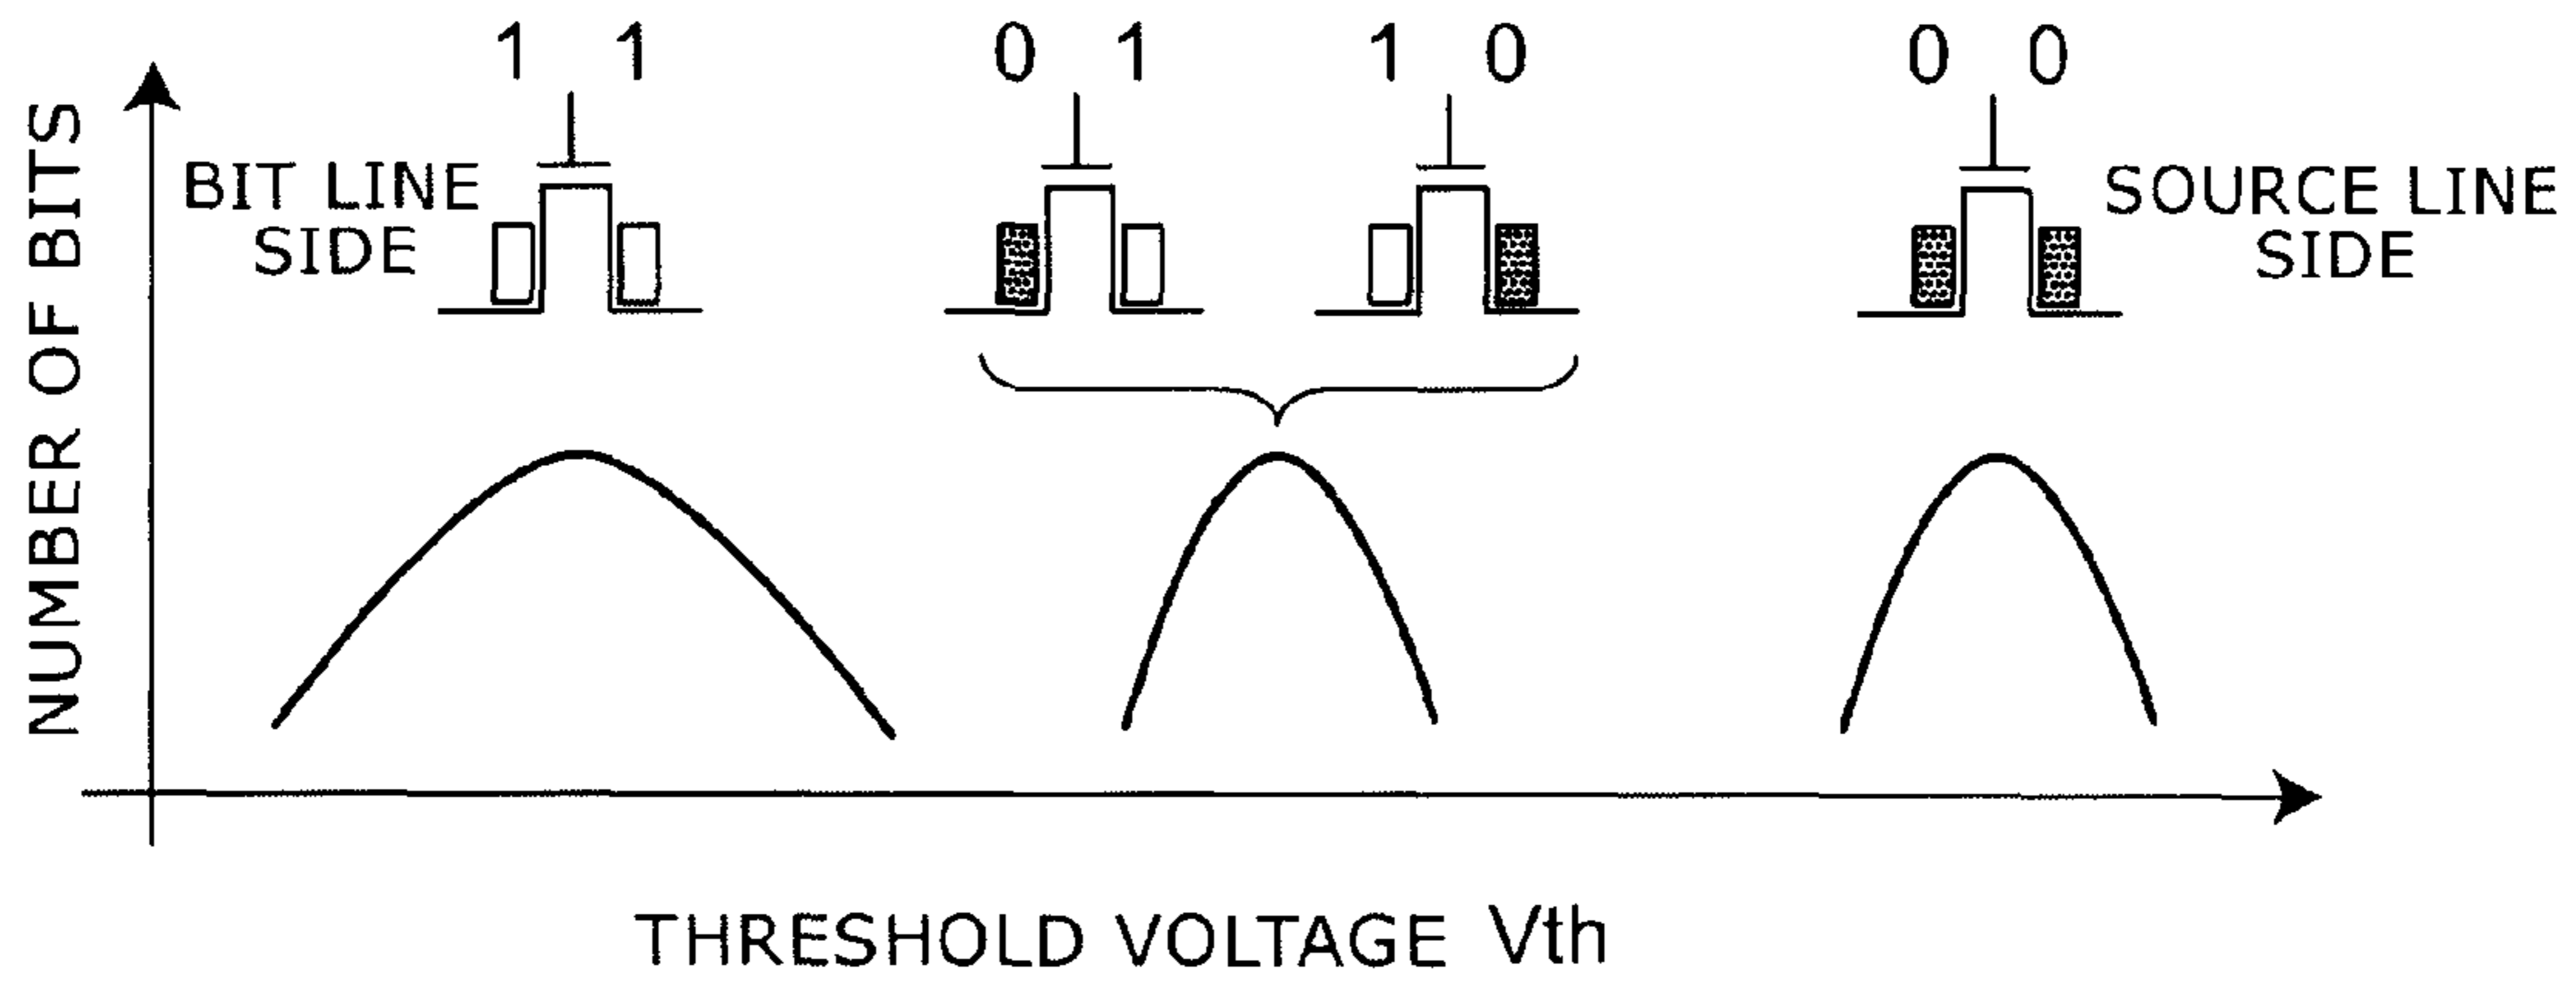 1 1 0 1 1 0 0 0
BIT LINE
SIDE
SOURCE LINE
SIDE
NUMBER OF BITS
THRESHOLD VOLTAGE Vth